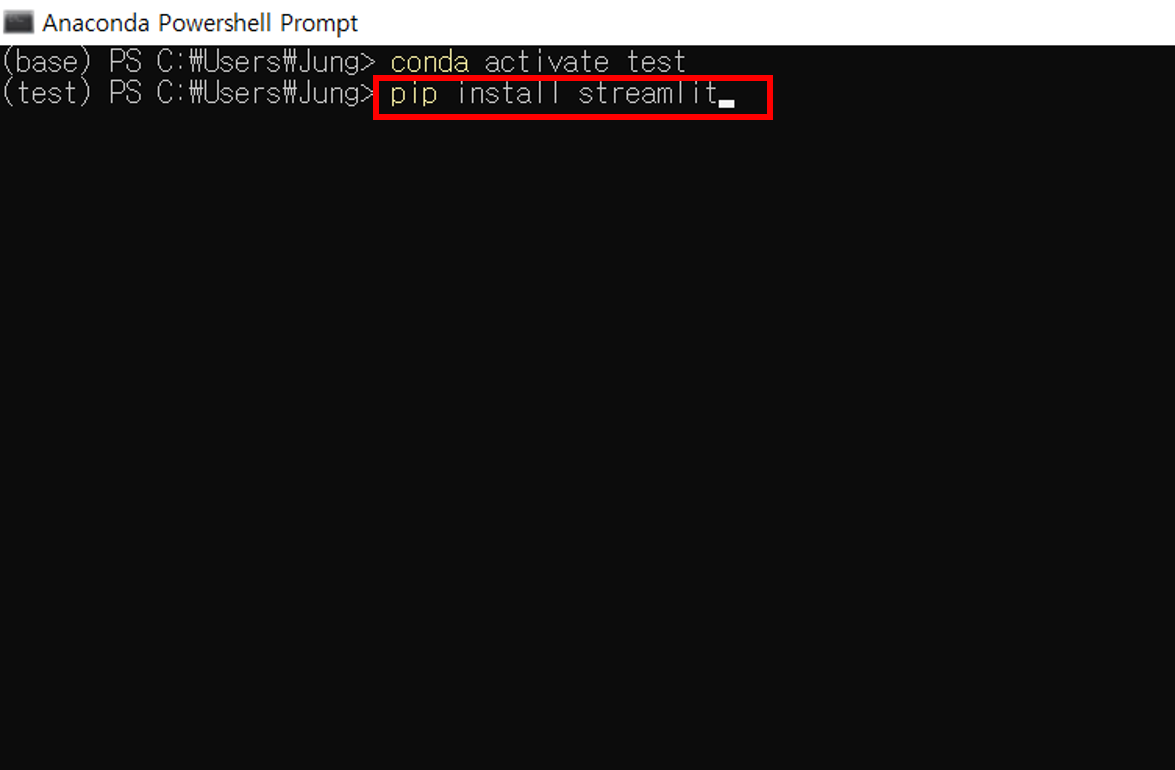 Anaconda Powershell Prompt
(base) PS C:₩Users₩Jung> conda activate test
(test) PS C:₩Users₩Jung> pip install streamlit